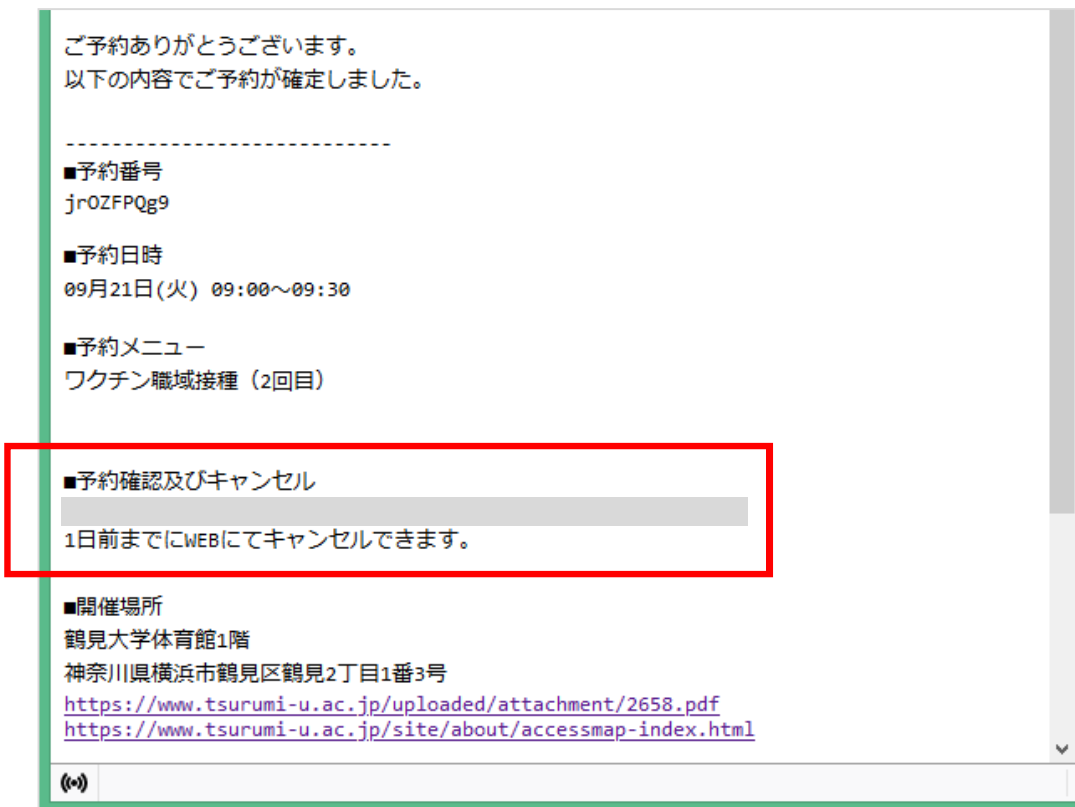 ご予約ありがとうございます。
以下の内容でご予約が確定しました。
----------------------------
■予約番号
jrOZFPQg9
■予約日時
09月21日(火) 09:00～09:30
■予約メニュー
ワクチン職域接種（2回目）
■予約確認及びキャンセル
1日前までにWEBにてキャンセルできます。
■開催場所
鶴見大学体育館1階
神奈川県横浜市鶴見区鶴見2丁目1番3号
https://www.tsurumi-u.ac.jp/uploaded/attachment/2658.pdf
https://www.tsurumi-u.ac.jp/site/about/accessmap-index.html